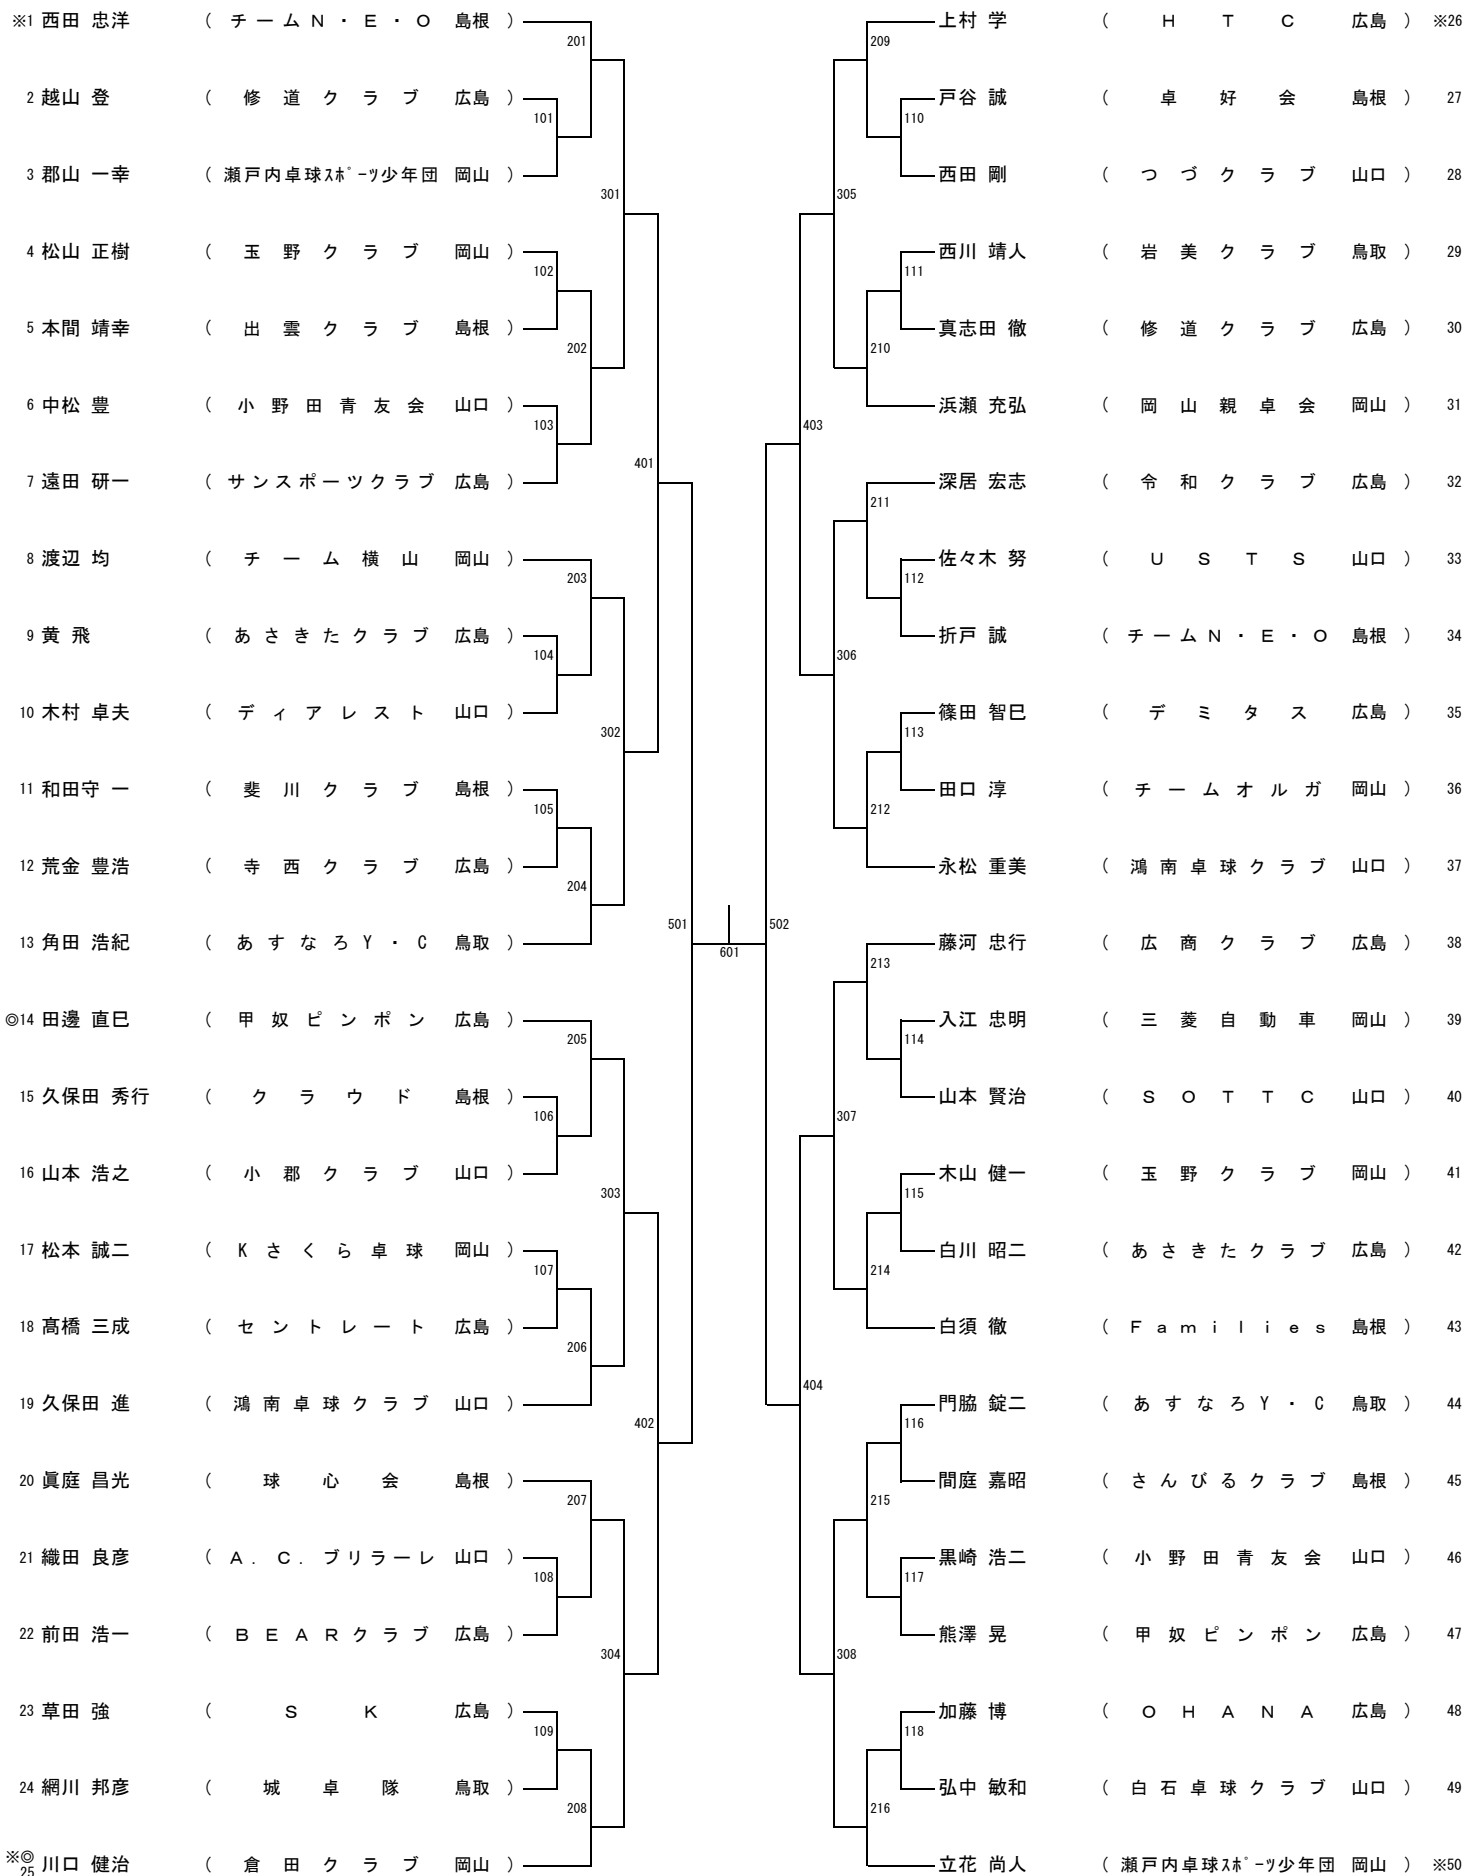 ※1 西田 忠洋 （ チームN・E・O 島根 ）
201
2 越山 登 （ 修道クラブ 広島 ）
101
3 郡山 一幸 （ 瀬戸内卓球ｽﾎﾟｰﾂ少年団 岡山 ）
301
4 松山 正樹 （ 玉野クラブ 岡山 ）
102
5 本間 靖幸 （ 出雲クラブ 島根 ）
202
6 中松 豊 （ 小野田青友会 山口 ）
103
401
7 遠田 研一 （ サンスポーツクラブ 広島 ）
8 渡辺 均 （ チーム横山 岡山 ）
203
9 黄 飛 （ あさきたクラブ 広島 ）
104
10 木村 卓夫 （ ディアレスト 山口 ）
302
11 和田守 一 （ 斐川クラブ 島根 ）
105
12 荒金 豊浩 （ 寺西クラブ 広島 ）
204
501
13 角田 浩紀 （ あすなろY・C 鳥取 ）
601
◎14 田邊 直巳 （ 甲奴ピンポン 広島 ）
205
15 久保田 秀行 （ クラウド 島根 ）
106
16 山本 浩之 （ 小郡クラブ 山口 ）
303
17 松本 誠二 （ Kさくら卓球 岡山 ）
107
18 髙橋 三成 （ セントレート 広島 ）
206
19 久保田 進 （ 鴻南卓球クラブ 山口 ）
402
20 眞庭 昌光 （ 球心会 島根 ）
207
21 織田 良彦 （ A.C.ブリラーレ 山口 ）
108
22 前田 浩一 （ BEARクラブ 広島 ）
304
23 草田 強 （ SK 広島 ）
109
24 網川 邦彦 （ 城卓隊 鳥取 ）
208
※◎25 川口 健治 （ 倉田クラブ 岡山 ）
上村 学 （ HTC 広島 ） ※26
209
戸谷 誠 （ 卓好会 島根 ） 27
110
西田 剛 （ つづクラブ 山口 ） 28
305
西川 靖人 （ 岩美クラブ 鳥取 ） 29
111
真志田 徹 （ 修道クラブ 広島 ） 30
210
浜瀬 充弘 （ 岡山親卓会 岡山 ） 31
403
深居 宏志 （ 令和クラブ 広島 ） 32
211
佐々木 努 （ USTS 山口 ） 33
112
折戸 誠 （ チームN・E・O 島根 ） 34
306
篠田 智巳 （ デミタス 広島 ） 35
113
田口 淳 （ チームオルガ 岡山 ） 36
212
永松 重美 （ 鴻南卓球クラブ 山口 ） 37
502
藤河 忠行 （ 広商クラブ 広島 ） 38
213
入江 忠明 （ 三菱自動車 岡山 ） 39
114
山本 賢治 （ SOTTC 山口 ） 40
307
木山 健一 （ 玉野クラブ 岡山 ） 41
115
白川 昭二 （ あさきたクラブ 広島 ） 42
214
白須 徹 （ Families 島根 ） 43
404
門脇 錠二 （ あすなろY・C 鳥取 ） 44
116
間庭 嘉昭 （ さんびるクラブ 島根 ） 45
215
黒崎 浩二 （ 小野田青友会 山口 ） 46
117
熊澤 晃 （ 甲奴ピンポン 広島 ） 47
308
加藤 博 （ OHANA 広島 ） 48
118
弘中 敏和 （ 白石卓球クラブ 山口 ） 49
216
立花 尚人 （ 瀬戸内卓球ｽﾎﾟｰﾂ少年団 岡山 ） ※50